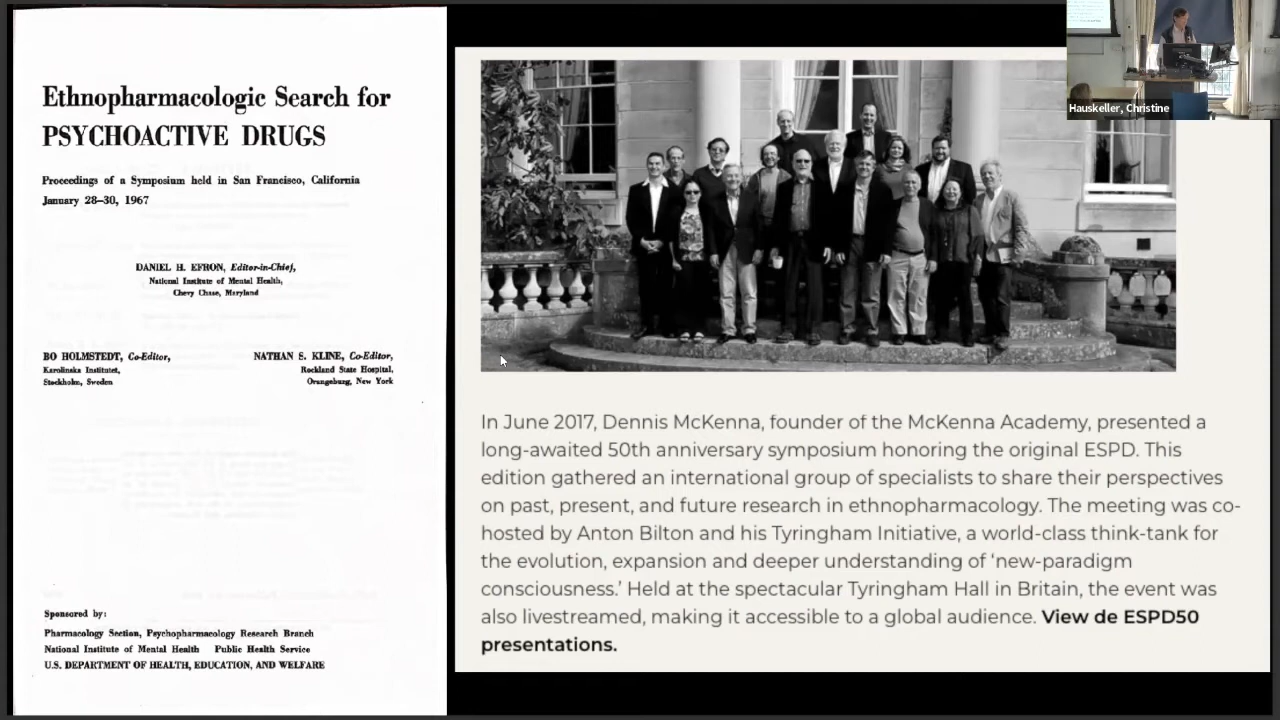 Ethnopharmacologic Search for
PSYCHOACTIVE DRUGS
Proceedings of a Symposium held in San Francisco, California
January 28–30, 1967
DANIEL H. EFRON, Editor-in-Chief,
National Institute of Mental Health,
Chevy Chase, Maryland
BO HOLMSTEDT, Co-Editor,
Karolinska Institutet,
Stockholm, Sweden
NATHAN S. KLINE, Co-Editor,
Rockland State Hospital,
Orangeburg, New York
Sponsored by:
Pharmacology Section, Psychopharmacology Research Branch
National Institute of Mental Health Public Health Service
U.S. DEPARTMENT OF HEALTH, EDUCATION, AND WELFARE
Hauskeller, Christine
In June 2017, Dennis McKenna, founder of the McKenna Academy, presented a
long-awaited 50th anniversary symposium honoring the original ESPD. This
edition gathered an international group of specialists to share their perspectives
on past, present, and future research in ethnopharmacology. The meeting was co-
hosted by Anton Bilton and his Tyringham Initiative, a world-class think-tank for
the evolution, expansion and deeper understanding of ‘new-paradigm
consciousness.’ Held at the spectacular Tyringham Hall in Britain, the event was
also livestreamed, making it accessible to a global audience. View de ESPD50
presentations.